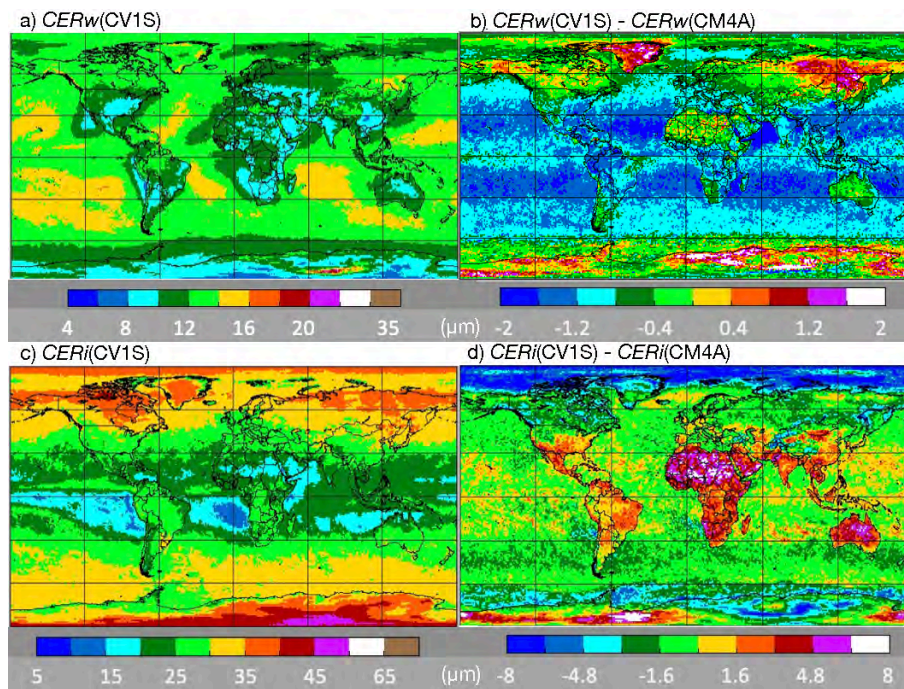 a) CERw(CV1S)
b) CERw(CV1S) - CERw(CM4A)
4 8 12 16 20 35 (μm) -2 -1.2 -0.4 0.4 1.2 2
c) CERi(CV1S)
d) CERi(CV1S) - CERi(CM4A)
5 15 25 35 45 65 (μm) -8 -4.8 -1.6 1.6 4.8 8